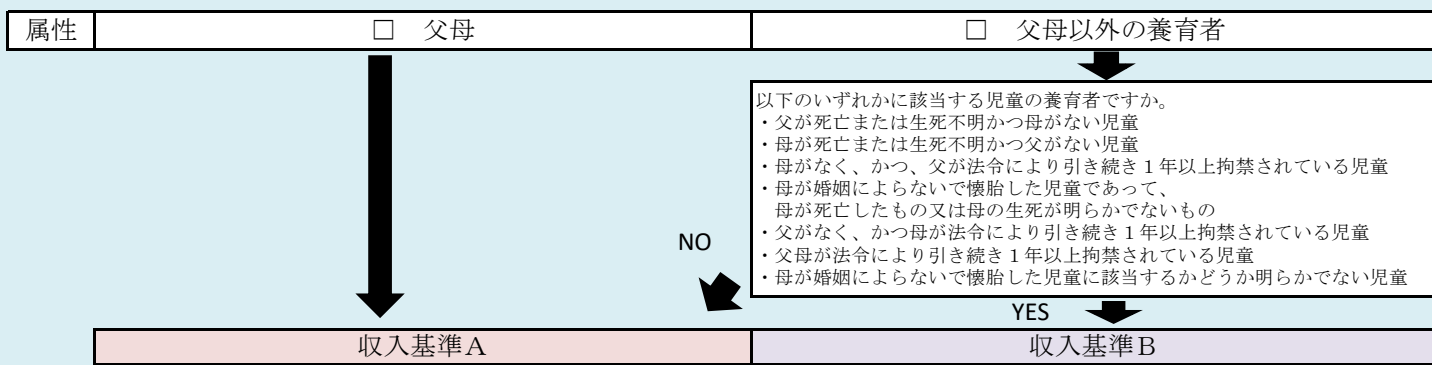 属性
□　父母
□　父母以外の養育者
以下のいずれかに該当する児童の養育者ですか。
・父が死亡または生死不明かつ母がない児童
・母が死亡または生死不明かつ父がない児童
・母がなく、かつ、父が法令により引き続き１年以上拘禁されている児童
・母が婚姻によらないで懐胎した児童であって、
　母が死亡したもの又は母の生死が明らかでないもの
・父がなく、かつ母が法令により引き続き１年以上拘禁されている児童
・父母が法令により引き続き１年以上拘禁されている児童
・母が婚姻によらないで懐胎した児童に該当するかどうか明らかでない児童
NO
YES
収入基準Ａ
収入基準Ｂ